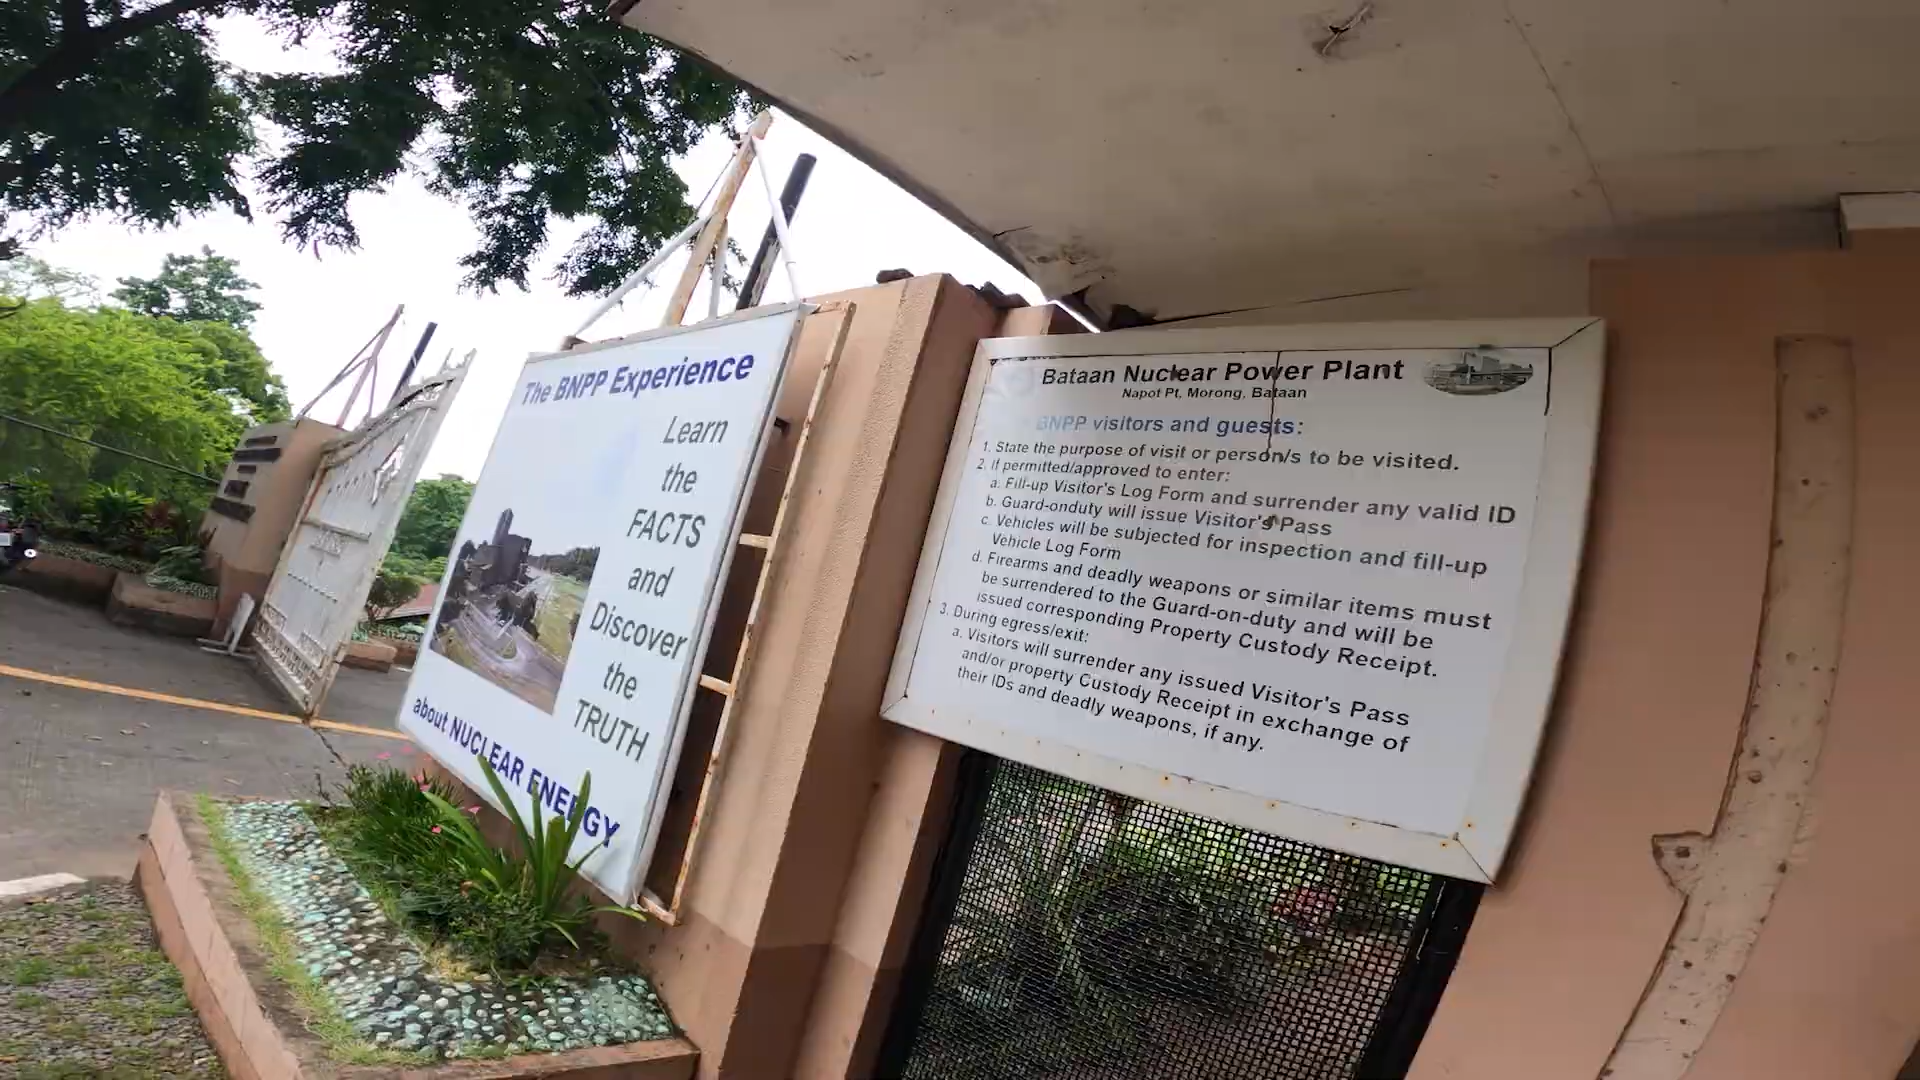 The BNPP Experience
Learn
the
FACTS
and
Discover
the
TRUTH
about NUCLEAR ENERGY
Bataan Nuclear Power Plant
Napot Pt, Morong, Bataan
BNPP visitors and guests:
1. State the purpose of visit or person/s to be visited.
2. If permitted/approved to enter:
a. Fill-up Visitor's Log Form and surrender any valid ID
b. Guard-onduty will issue Visitor's Pass
c. Vehicles will be subjected for inspection and fill-up
Vehicle Log Form
d. Firearms and deadly weapons or similar items must
be surrendered to the Guard-on-duty and will be
issued corresponding Property Custody Receipt.
3. During egress/exit:
a. Visitors will surrender any issued Visitor's Pass
and/or property Custody Receipt in exchange of
their IDs and deadly weapons, if any.